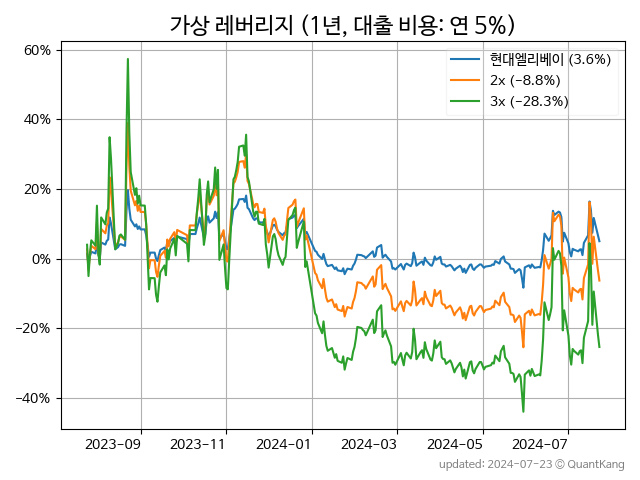 가상 레버리지 (1년, 대출 비용: 연 5%)
현대엘리베이 (3.6%)
2x (−8.8%)
3x (−28.3%)
60%
40%
20%
0%
−20%
−40%
2023-09
2023-11
2024-01
2024-03
2024-05
2024-07
updated: 2024-07-23 © QuantKang